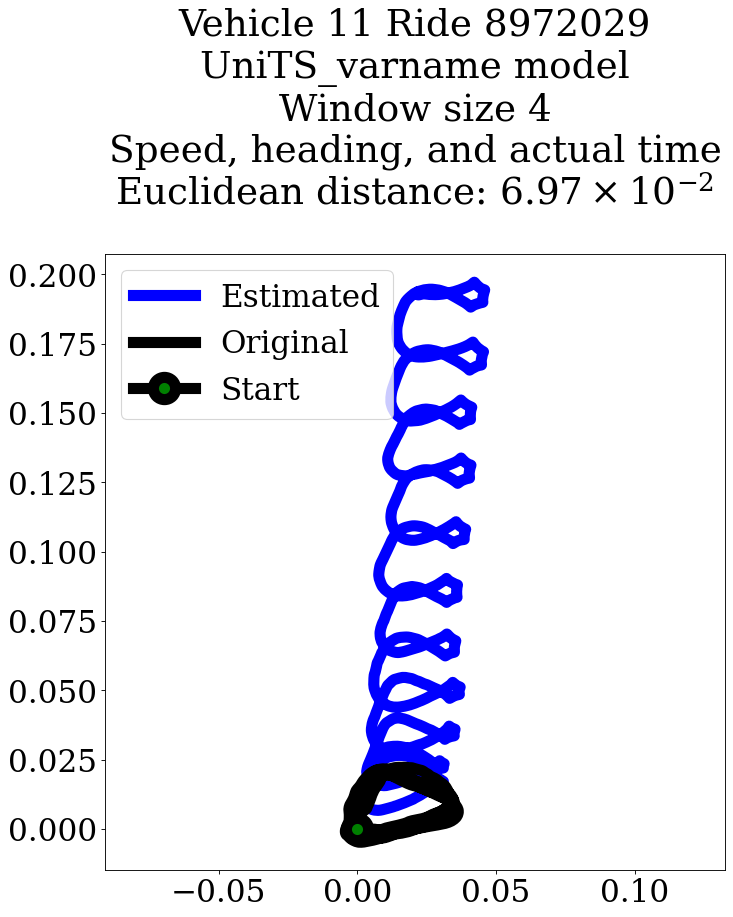 Vehicle 11 Ride 8972029
UniTS_varname model
Window size 4
Speed, heading, and actual time
Euclidean distance: 6.97 × 10⁻²
Estimated
Original
Start
0.200
0.175
0.150
0.125
0.100
0.075
0.050
0.025
0.000
−0.05 0.00 0.05 0.10